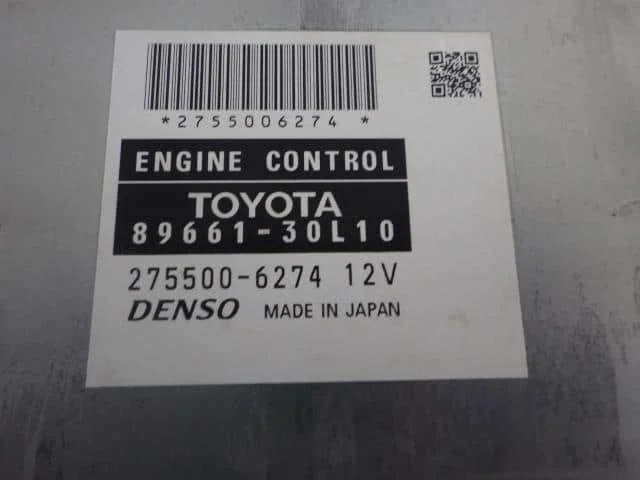 *2755006274*
ENGINE CONTROL
TOYOTA
89661-30L10
275500-6274 12V
DENSO MADE IN JAPAN